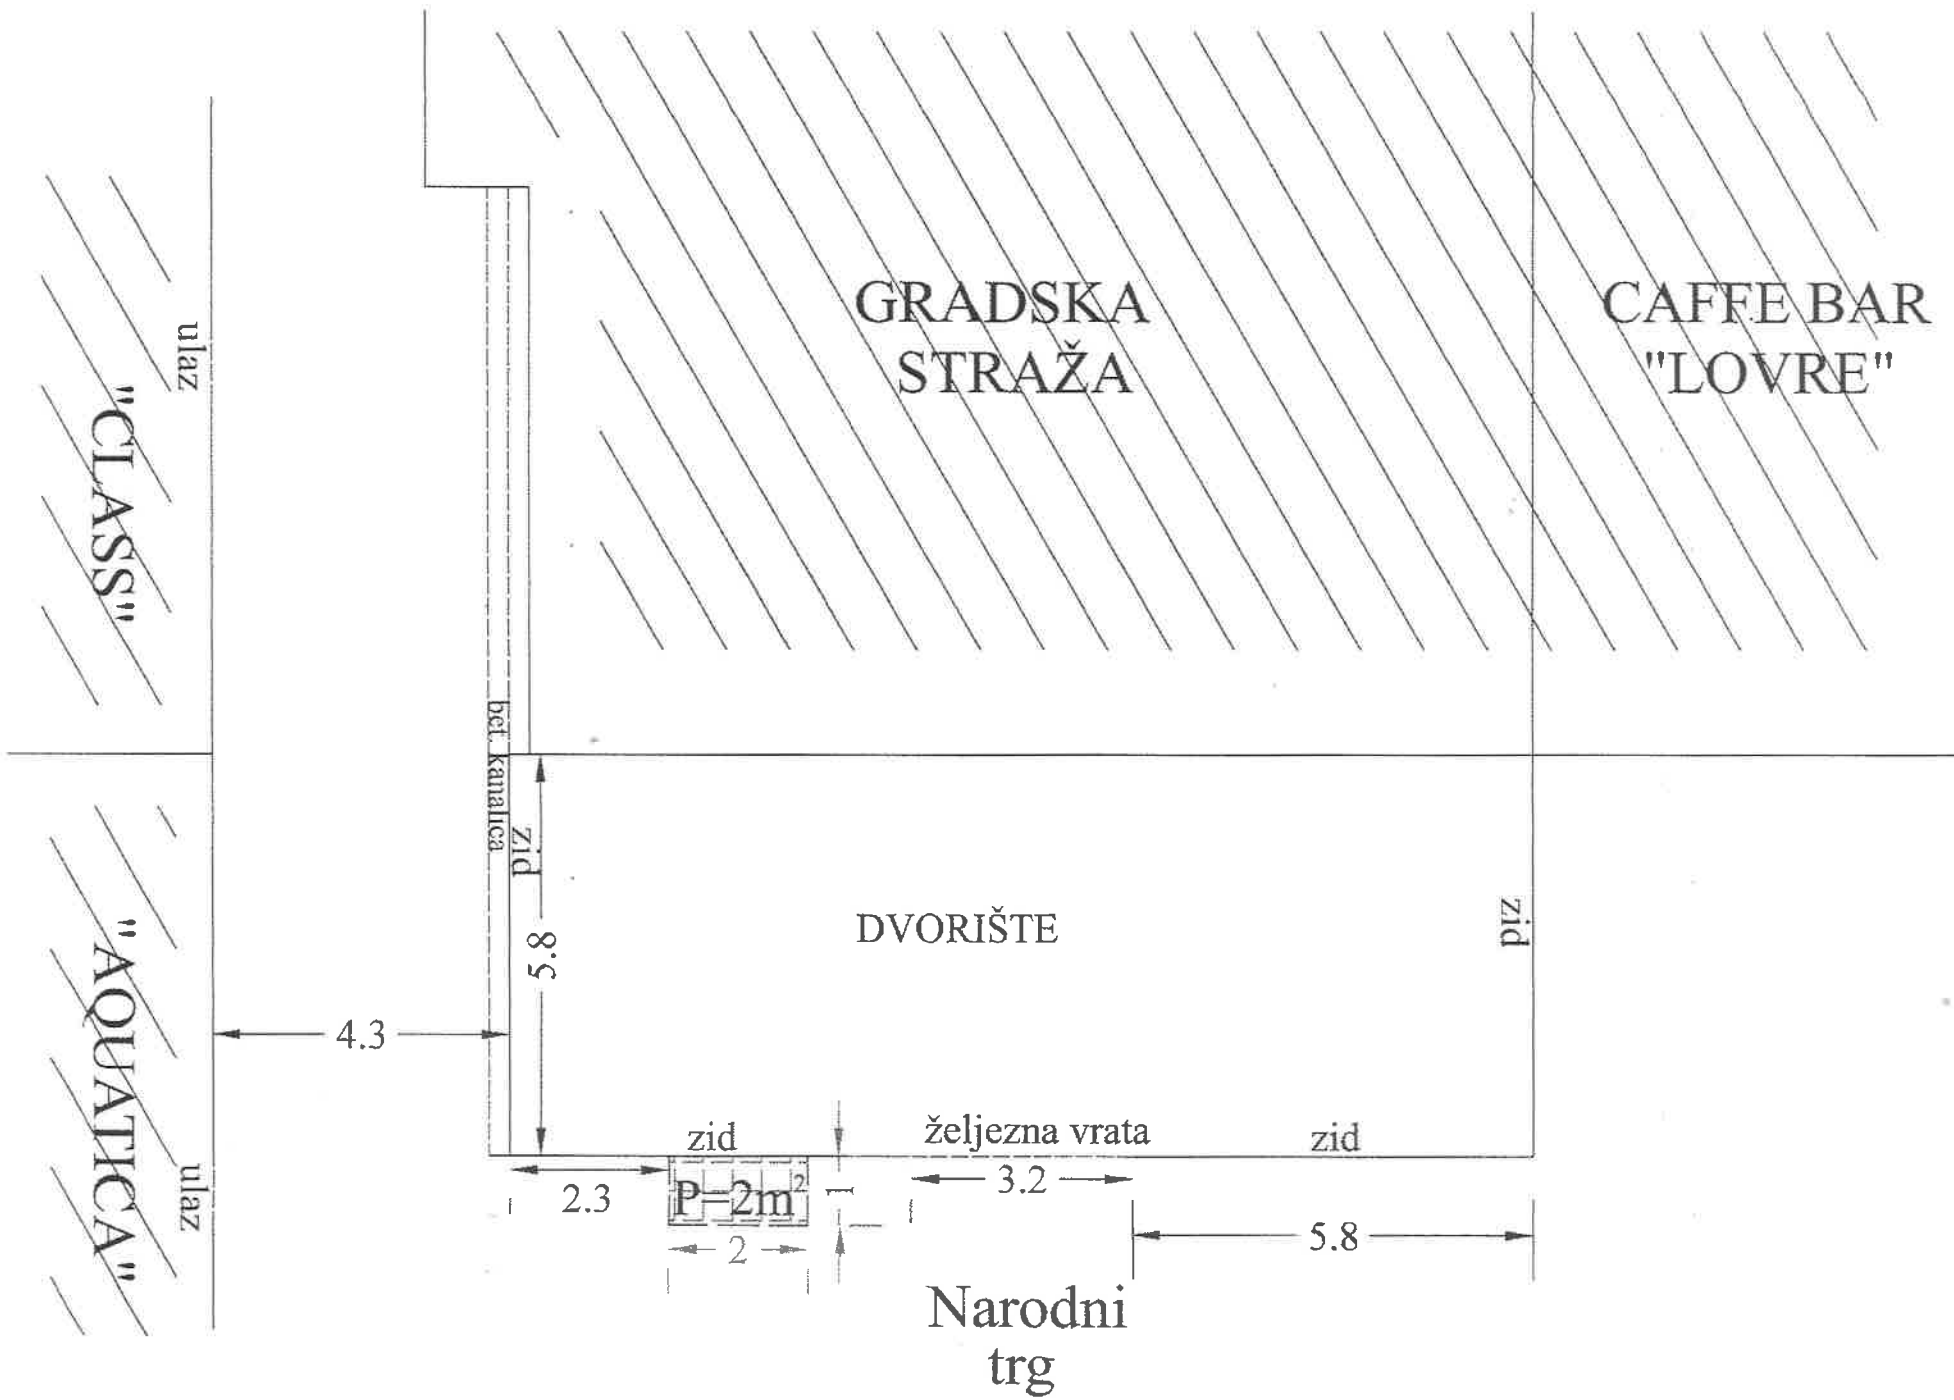 GRADSKA
STRAŽA
CAFFE BAR
"LOVRE"
ulaz
"CLASS"
bet. kanalica
zid
5.8
DVORIŠTE
zid
4.3
"AQUATICA"
ulaz
zid
željezna vrata
zid
2.3
P=2m²
1
3.2
2
5.8
Narodni
trg